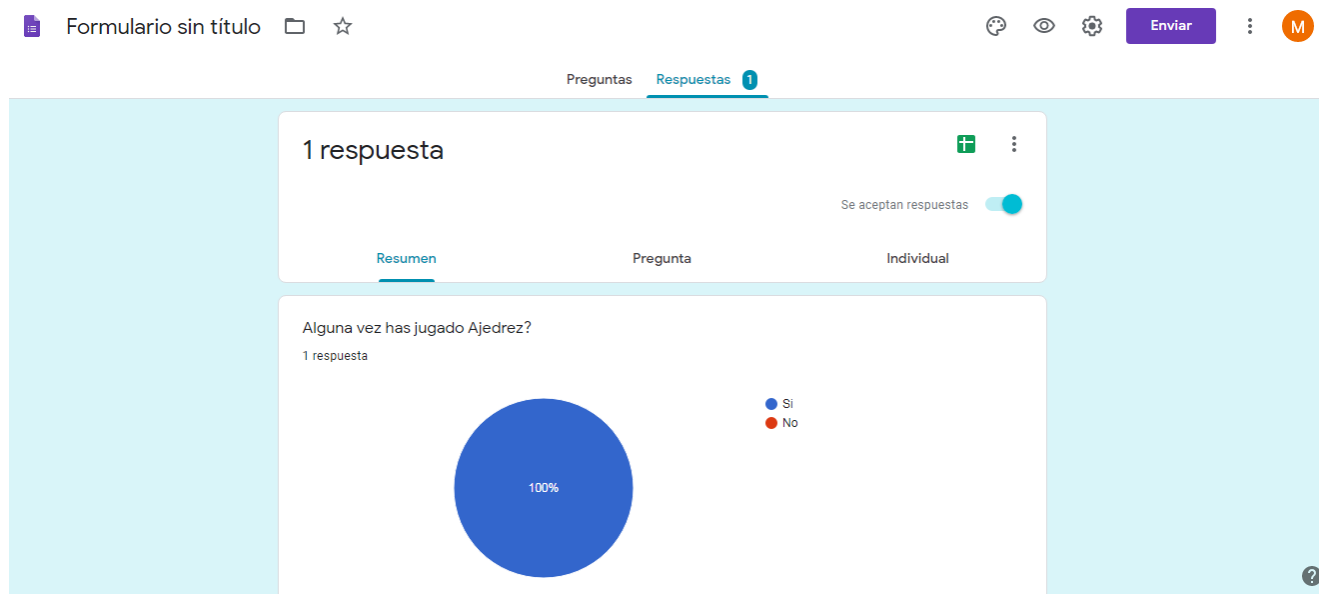 Formulario sin título
Enviar
M
Preguntas Respuestas 1
1 respuesta
Se aceptan respuestas
Resumen Pregunta Individual
Alguna vez has jugado Ajedrez?
1 respuesta
Si
No
100%
?